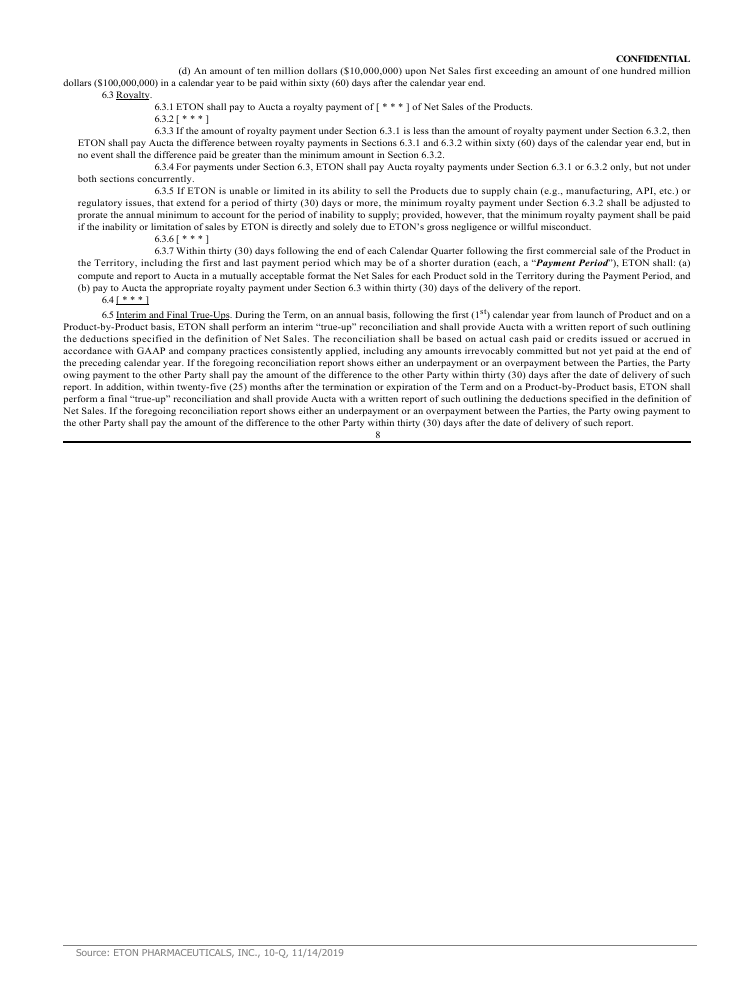 CONFIDENTIAL
(d) An amount of ten million dollars ($10,000,000) upon Net Sales first exceeding an amount of one hundred million
dollars ($100,000,000) in a calendar year to be paid within sixty (60) days after the calendar year end.
6.3 Royalty.
6.3.1 ETON shall pay to Aucta a royalty payment of [ * * * ] of Net Sales of the Products.
6.3.2 [ * * * ]
6.3.3 If the amount of royalty payment under Section 6.3.1 is less than the amount of royalty payment under Section 6.3.2, then
ETON shall pay Aucta the difference between royalty payments in Sections 6.3.1 and 6.3.2 within sixty (60) days of the calendar year end, but in
no event shall the difference paid be greater than the minimum amount in Section 6.3.2.
6.3.4 For payments under Section 6.3, ETON shall pay Aucta royalty payments under Section 6.3.1 or 6.3.2 only, but not under
both sections concurrently.
6.3.5 If ETON is unable or limited in its ability to sell the Products due to supply chain (e.g., manufacturing, API, etc.) or
regulatory issues, that extend for a period of thirty (30) days or more, the minimum royalty payment under Section 6.3.2 shall be adjusted to
prorate the annual minimum to account for the period of inability to supply; provided, however, that the minimum royalty payment shall be paid
if the inability or limitation of sales by ETON is directly and solely due to ETON's gross negligence or willful misconduct.
6.3.6 [ * * * ]
6.3.7 Within thirty (30) days following the end of each Calendar Quarter following the first commercial sale of the Product in
the Territory, including the first and last payment period which may be of a shorter duration (each, a “Payment Period”), ETON shall: (a)
compute and report to Aucta in a mutually acceptable format the Net Sales for each Product sold in the Territory during the Payment Period, and
(b) pay to Aucta the appropriate royalty payment under Section 6.3 within thirty (30) days of the delivery of the report.
6.4 [ * * * ]
6.5 Interim and Final True-Ups. During the Term, on an annual basis, following the first (1st) calendar year from launch of Product and on a
Product-by-Product basis, ETON shall perform an interim “true-up” reconciliation and shall provide Aucta with a written report of such outlining
the deductions specified in the definition of Net Sales. The reconciliation shall be based on actual cash paid or credits issued or accrued in
accordance with GAAP and company practices consistently applied, including any amounts irrevocably committed but not yet paid at the end of
the preceding calendar year. If the foregoing reconciliation report shows either an underpayment or an overpayment between the Parties, the Party
owing payment to the other Party shall pay the amount of the difference to the other Party within thirty (30) days after the date of delivery of such
report. In addition, within twenty-five (25) months after the termination or expiration of the Term and on a Product-by-Product basis, ETON shall
perform a final “true-up” reconciliation and shall provide Aucta with a written report of such outlining the deductions specified in the definition of
Net Sales. If the foregoing reconciliation report shows either an underpayment or an overpayment between the Parties, the Party owing payment to
the other Party shall pay the amount of the difference to the other Party within thirty (30) days after the date of delivery of such report.
8
Source: ETON PHARMACEUTICALS, INC., 10-Q, 11/14/2019